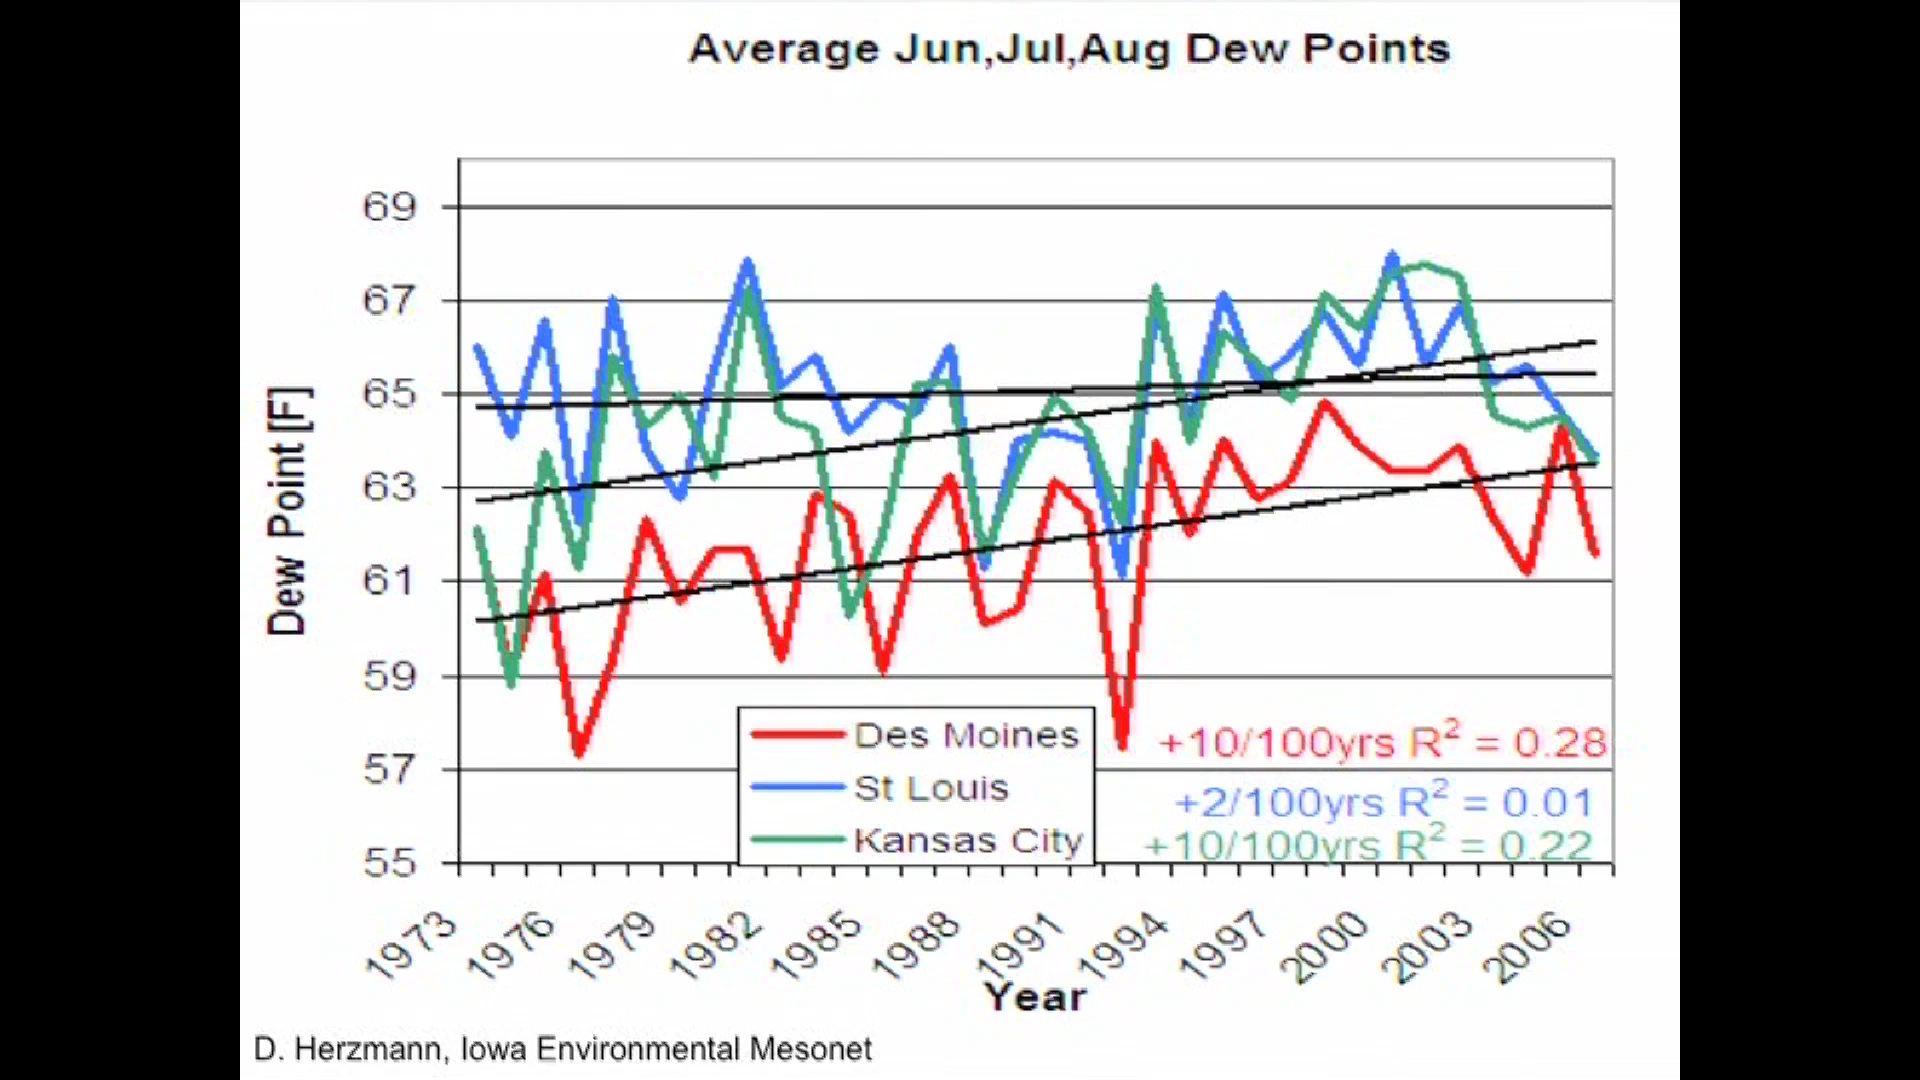 Average Jun,Jul,Aug Dew Points
Dew Point [F]
69
67
65
63
61
59
57
55
Des Moines
St Louis
Kansas City
+10/100yrs R² = 0.28
+2/100yrs R² = 0.01
+10/100yrs R² = 0.22
1973
1976
1979
1982
1985
1988
1991
1994
1997
2000
2003
2006
Year
D. Herzmann, Iowa Environmental Mesonet